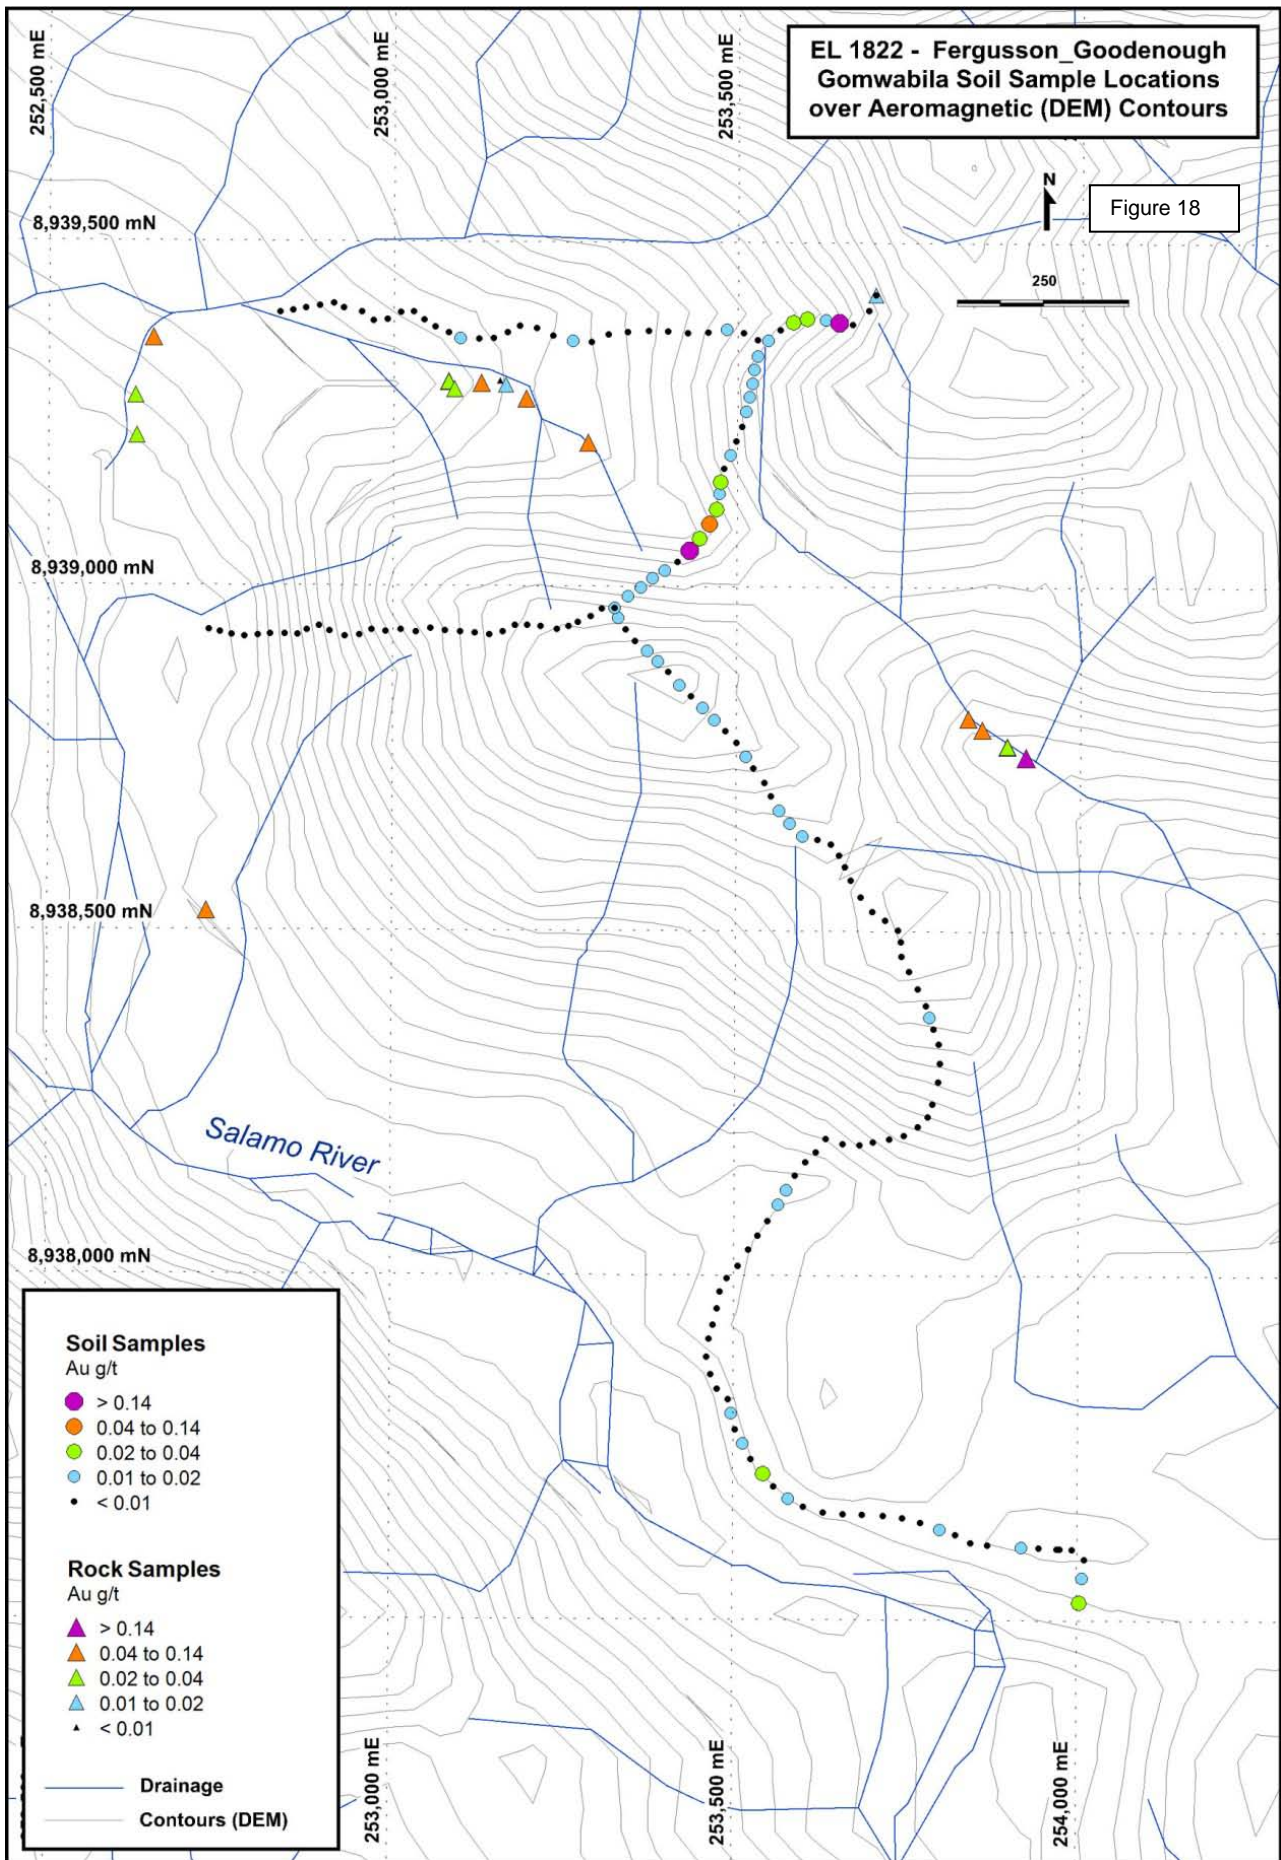 252,500 mE
253,000 mE
253,500 mE
EL 1822 - Fergusson_Goodenough
Gomwabila Soil Sample Locations
over Aeromagnetic (DEM) Contours
N
Figure 18
8,939,500 mN
250
8,939,000 mN
8,938,500 mN
Salamo River
8,938,000 mN
Soil Samples
Au g/t
> 0.14
0.04 to 0.14
0.02 to 0.04
0.01 to 0.02
< 0.01
Rock Samples
Au g/t
> 0.14
0.04 to 0.14
0.02 to 0.04
0.01 to 0.02
< 0.01
Drainage
Contours (DEM)
253,000 mE
253,500 mE
254,000 mE